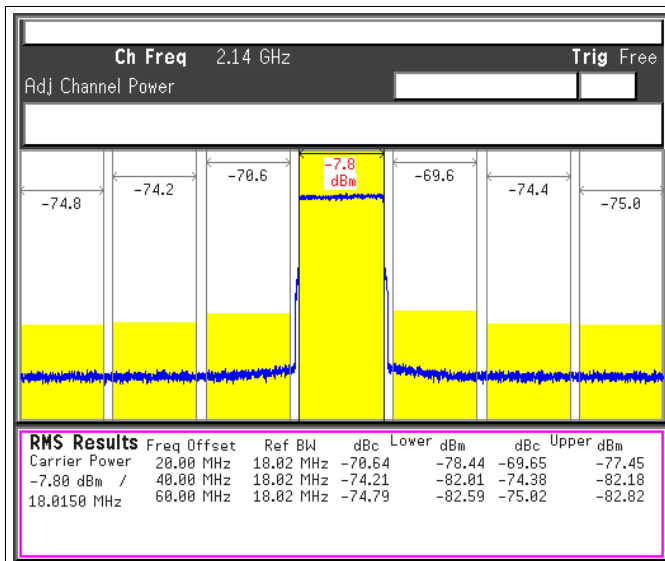 Ch Freq 2.14 GHz Trig Free
Adj Channel Power
-74.8 -74.2 -70.6 -7.8 dBm -69.6 -74.4 -75.0
RMS Results Freq Offset Ref BW dBc Lower dBm dBc Upper dBm
Carrier Power 20.00 MHz 18.02 MHz -70.64 -78.44 -69.65 -77.45
-7.80 dBm / 40.00 MHz 18.02 MHz -74.21 -82.01 -74.38 -82.18
18.0150 MHz 60.00 MHz 18.02 MHz -74.79 -82.59 -75.02 -82.82